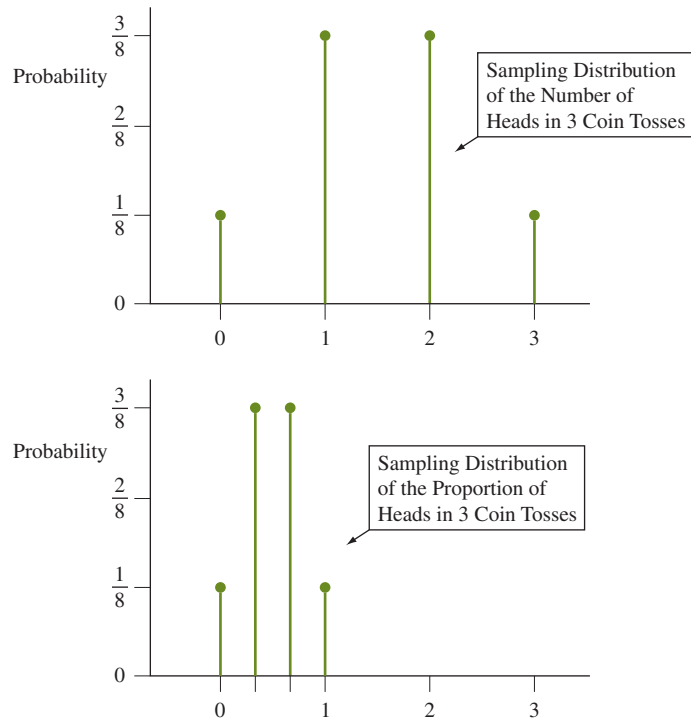 3
8
Probability
Sampling Distribution
of the Number of
Heads in 3 Coin Tosses
2
8
1
8
0
0 1 2 3
3
8
Probability
Sampling Distribution
of the Proportion of
Heads in 3 Coin Tosses
2
8
1
8
0
0 1 2 3